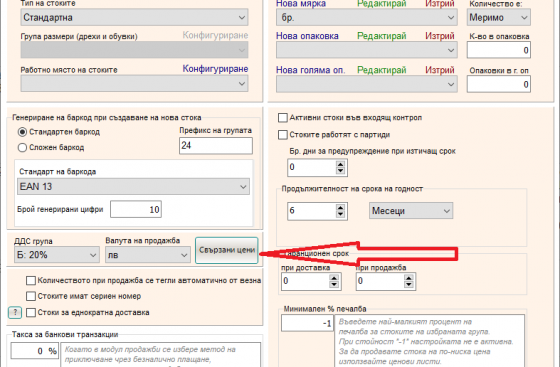 Тип на стоките
Стандартна
Група размери (дрехи и обувки) Конфигуриране
Работно място на стоките Конфигуриране
Нова мярка Редактирай Изтрий Количество е:
бр. Меримо
Нова опаковка Редактирай Изтрий К-во в опаковка
0
Нова голяма оп. Редактирай Изтрий Опаковки в г. оп
0
Генериране на баркод при създаване на нова стока
Стандартен баркод Префикс на групата
Сложен баркод 24
Стандарт на баркода
EAN 13
Брой генерирани цифри 10
ДДС група Валута на продажба Свързани цени
Б: 20% лв
Количеството при продажба се тегли автоматично от везна
Стоките имат сериен номер
? Стоки за еднократна доставка
Такса за банкови транзакции
0 % Когато е модул продажби се избере метод на
приключване чрез безналично плащане,
Активни стоки във входящ контрол
Стоките работят с партиди
Бр. дни за предупреждение при изтичащ срок
0
Продължителност на срока на годност
6 Месеци
Гаранционен срок
при доставка при продажба
0 0
Минимален % печалба
-1 Въведете най-малкият процент на
печалба за стоките на избраната група.
При стойност "-1" настройката не е активна.
За да продавате стока на по-ниска цена
използвайте ценови листи.